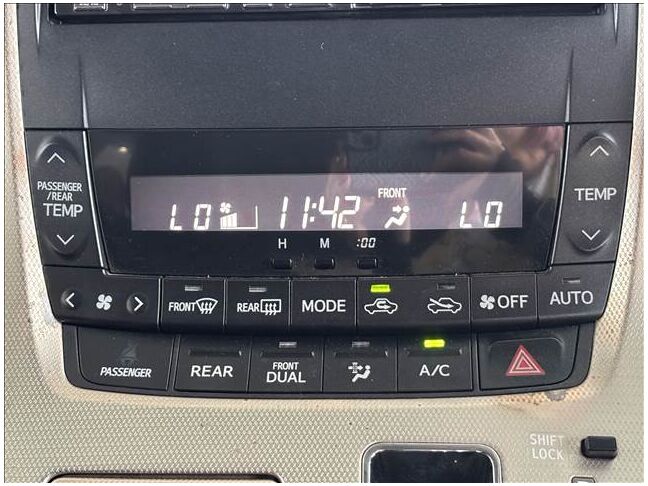 PASSENGER
/REAR
TEMP
LO 11:42 FRONT LO
TEMP
H M :00
FRONT REAR MODE OFF AUTO
PASSENGER REAR FRONT DUAL A/C
SHIFT
LOCK